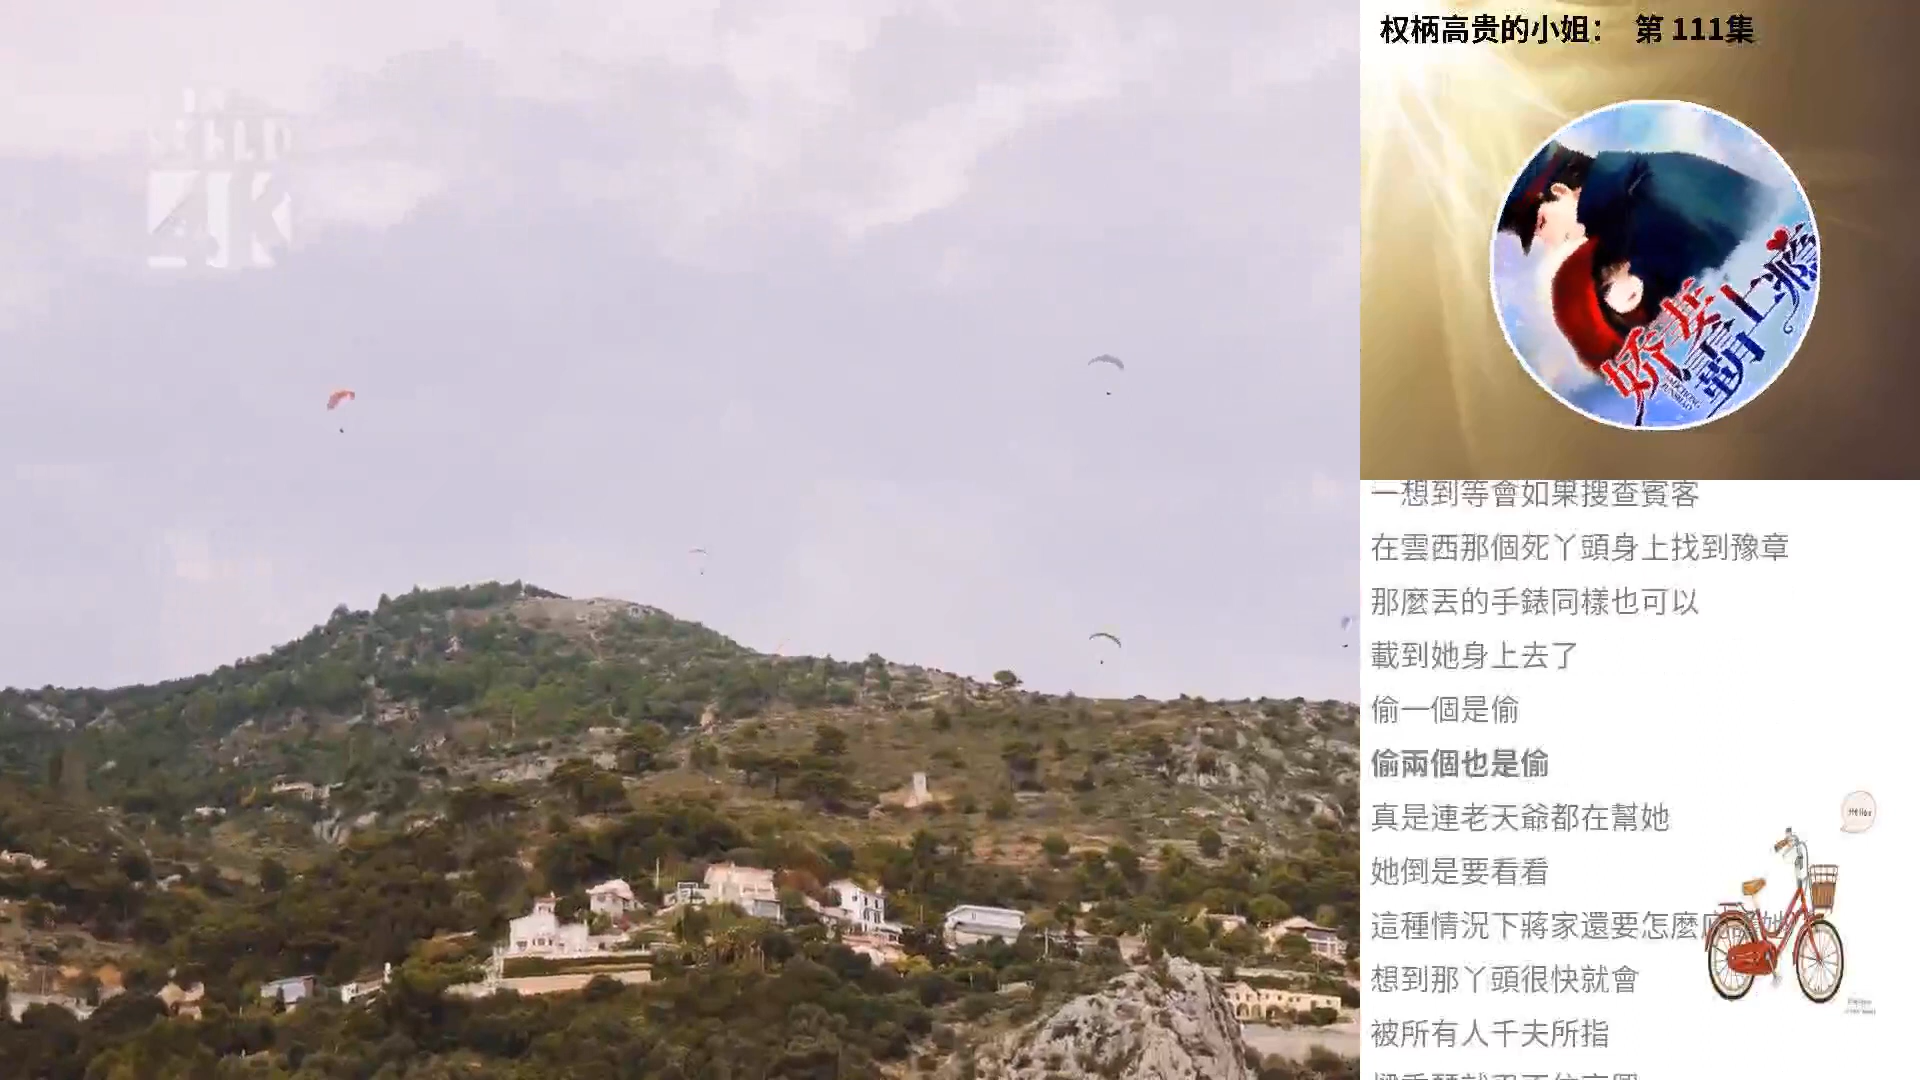 权柄高贵的小姐： 第 111集
4K
一想到等會如果搜查賓客
在雲西那個死丫頭身上找到豫章
那麼丟的手錶同樣也可以
載到她身上去了
偷一個是偷
偷兩個也是偷
真是連老天爺都在幫她
她倒是要看看
這種情況下蔣家還要怎麼
想到那丫頭很快就會
被所有人千夫所指
Hello